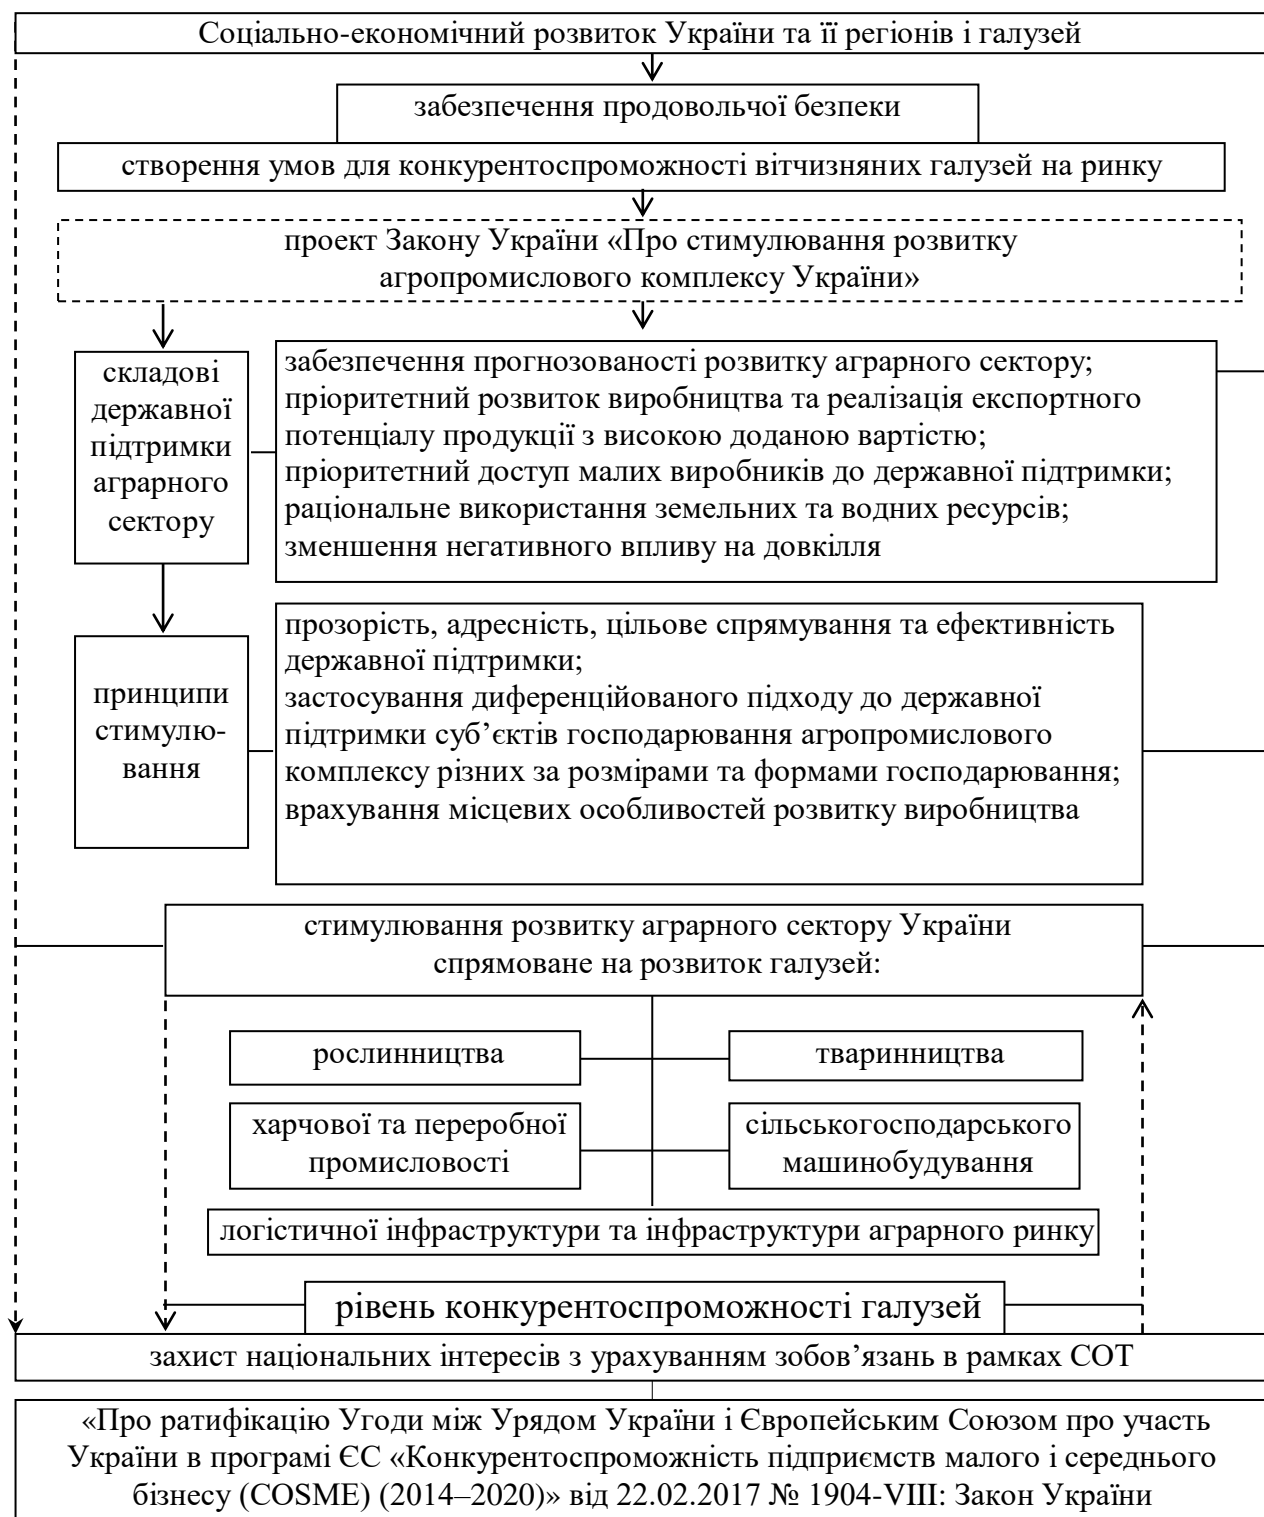 Соціально-економічний розвиток України та її регіонів і галузей
забезпечення продовольчої безпеки
створення умов для конкурентоспроможності вітчизняних галузей на ринку
проект Закону України «Про стимулювання розвитку
агропромислового комплексу України»
складові
державної
підтримки
аграрного
сектору
забезпечення прогнозованості розвитку аграрного сектору;
пріоритетний розвиток виробництва та реалізація експортного
потенціалу продукції з високою доданою вартістю;
пріоритетний доступ малих виробників до державної підтримки;
раціональне використання земельних та водних ресурсів;
зменшення негативного впливу на довкілля
принципи
стимулю-
вання
прозорість, адресність, цільове спрямування та ефективність
державної підтримки;
застосування диференційованого підходу до державної
підтримки суб’єктів господарювання агропромислового
комплексу різних за розмірами та формами господарювання;
врахування місцевих особливостей розвитку виробництва
стимулювання розвитку аграрного сектору України
спрямоване на розвиток галузей:
рослинництва
тваринництва
харчової та переробної
промисловості
сільськогосподарського
машинобудування
логістичної інфраструктури та інфраструктури аграрного ринку
рівень конкурентоспроможності галузей
захист національних інтересів з урахуванням зобов’язань в рамках СОТ
«Про ратифікацію Угоди між Урядом України і Європейським Союзом про участь
України в програмі ЄС «Конкурентоспроможність підприємств малого і середнього
бізнесу (COSME) (2014–2020)» від 22.02.2017 № 1904-VIII: Закон України